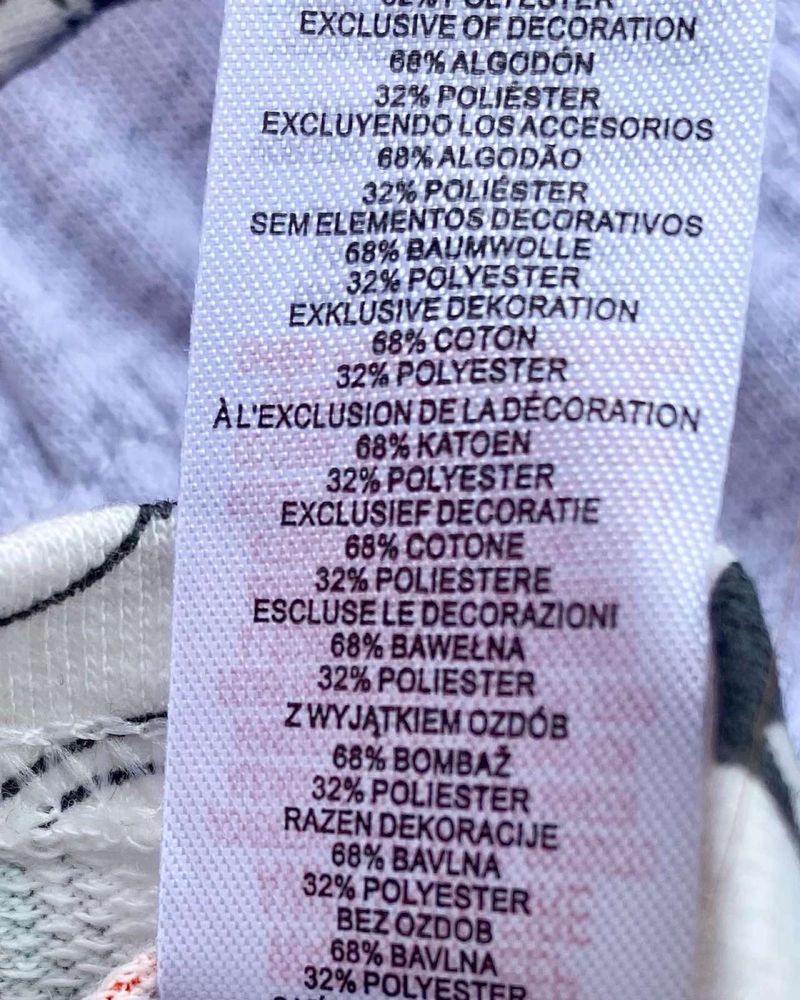 32% POLYESTER
EXCLUSIVE OF DECORATION
68% ALGODÓN
32% POLIÉSTER
EXCLUYENDO LOS ACCESORIOS
68% ALGODÃO
32% POLIÉSTER
SEM ELEMENTOS DECORATIVOS
68% BAUMWOLLE
32% POLYESTER
EXKLUSIVE DEKORATION
68% COTON
32% POLYESTER
À L'EXCLUSION DE LA DÉCORATION
68% KATOEN
32% POLYESTER
EXCLUSIEF DECORATIE
68% COTONE
32% POLIESTERE
ESCLUSE LE DECORAZIONI
68% BAWEŁNA
32% POLIESTER
Z WYJĄTKIEM OZDÓB
68% BOMBAŽ
32% POLIESTER
RAZEN DEKORACIJE
68% BAVLNA
32% POLYESTER
BEZ OZDOB
68% BAVLNA
32% POLYESTER